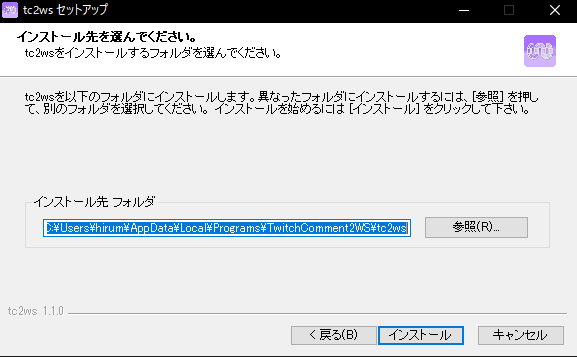 tc2ws セットアップ
インストール先を選んでください。
tc2wsをインストールするフォルダを選んでください。
tc2wsを以下のフォルダにインストールします。異なったフォルダにインストールするには、[参照] を押し
て、別のフォルダを選択してください。 インストールを始めるには [インストール] をクリックして下さい。
インストール先 フォルダ
C:¥Users¥hirum¥AppData¥Local¥Programs¥TwitchComment2WS¥tc2ws
参照(R)...
tc2ws 1.1.0
< 戻る(B)
インストール
キャンセル